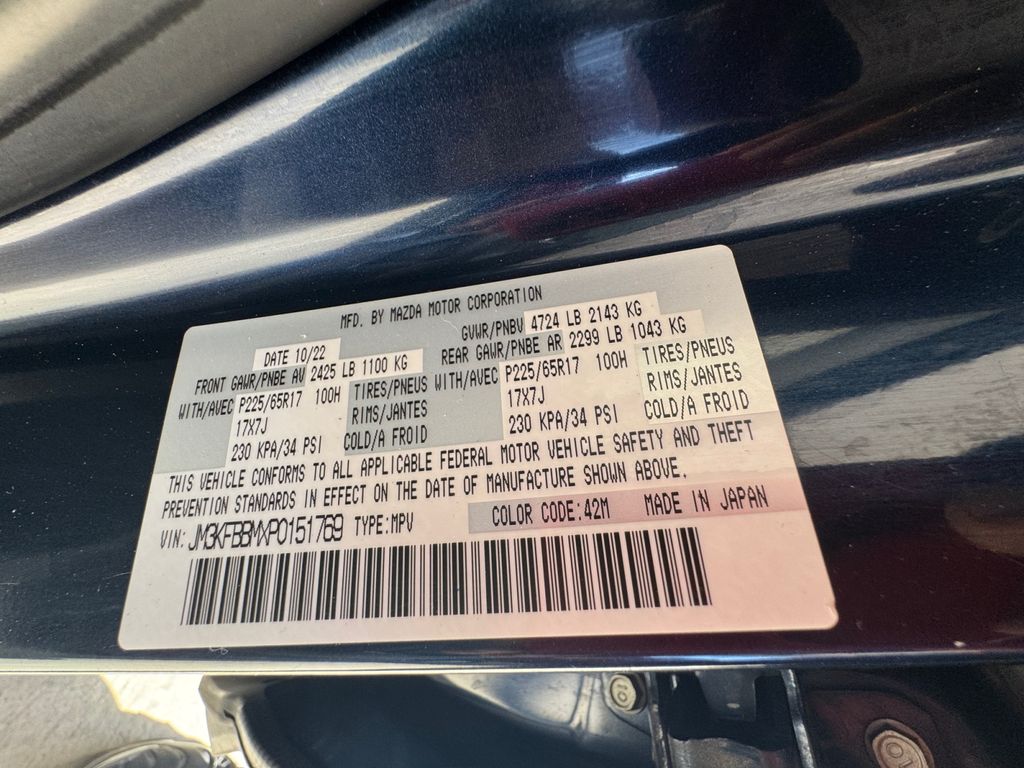 MFD. BY MAZDA MOTOR CORPORATION
DATE 10/22 GVWR/PNBV 4724 LB 2143 KG
FRONT GAWR/PNBE AV 2425 LB 1100 KG REAR GAWR/PNBE AR 2299 LB 1043 KG
WITH/AVEC P225/65R17 100H TIRES/PNEUS WITH/AVEC P225/65R17 100H TIRES/PNEUS
17X7J RIMS/JANTES 17X7J RIMS/JANTES
230 KPA/34 PSI COLD/A FROID 230 KPA/34 PSI COLD/A FROID
THIS VEHICLE CONFORMS TO ALL APPLICABLE FEDERAL MOTOR VEHICLE SAFETY AND THEFT
PREVENTION STANDARDS IN EFFECT ON THE DATE OF MANUFACTURE SHOWN ABOVE.
VIN: JM3KFBBMXP0151769 TYPE:MPV COLOR CODE:42M MADE IN JAPAN
10
10